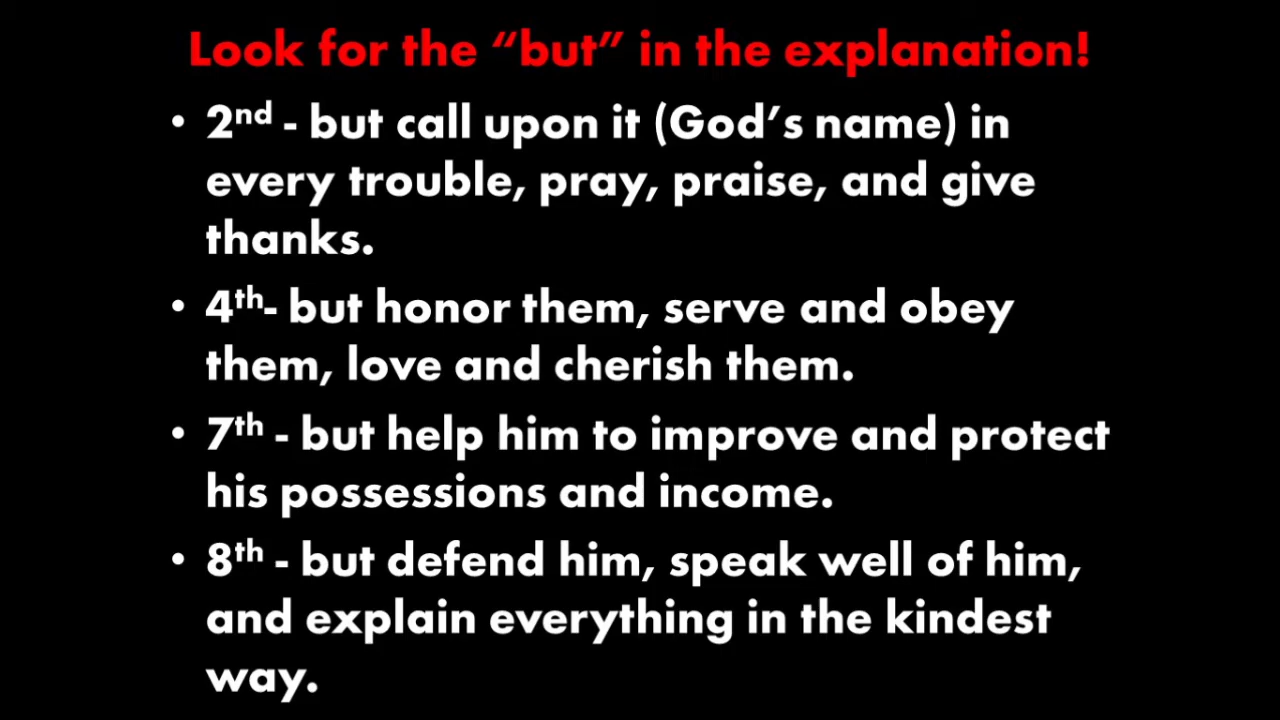 Look for the “but” in the explanation!
• 2nd - but call upon it (God’s name) in
every trouble, pray, praise, and give
thanks.
• 4th- but honor them, serve and obey
them, love and cherish them.
• 7th - but help him to improve and protect
his possessions and income.
• 8th - but defend him, speak well of him,
and explain everything in the kindest
way.